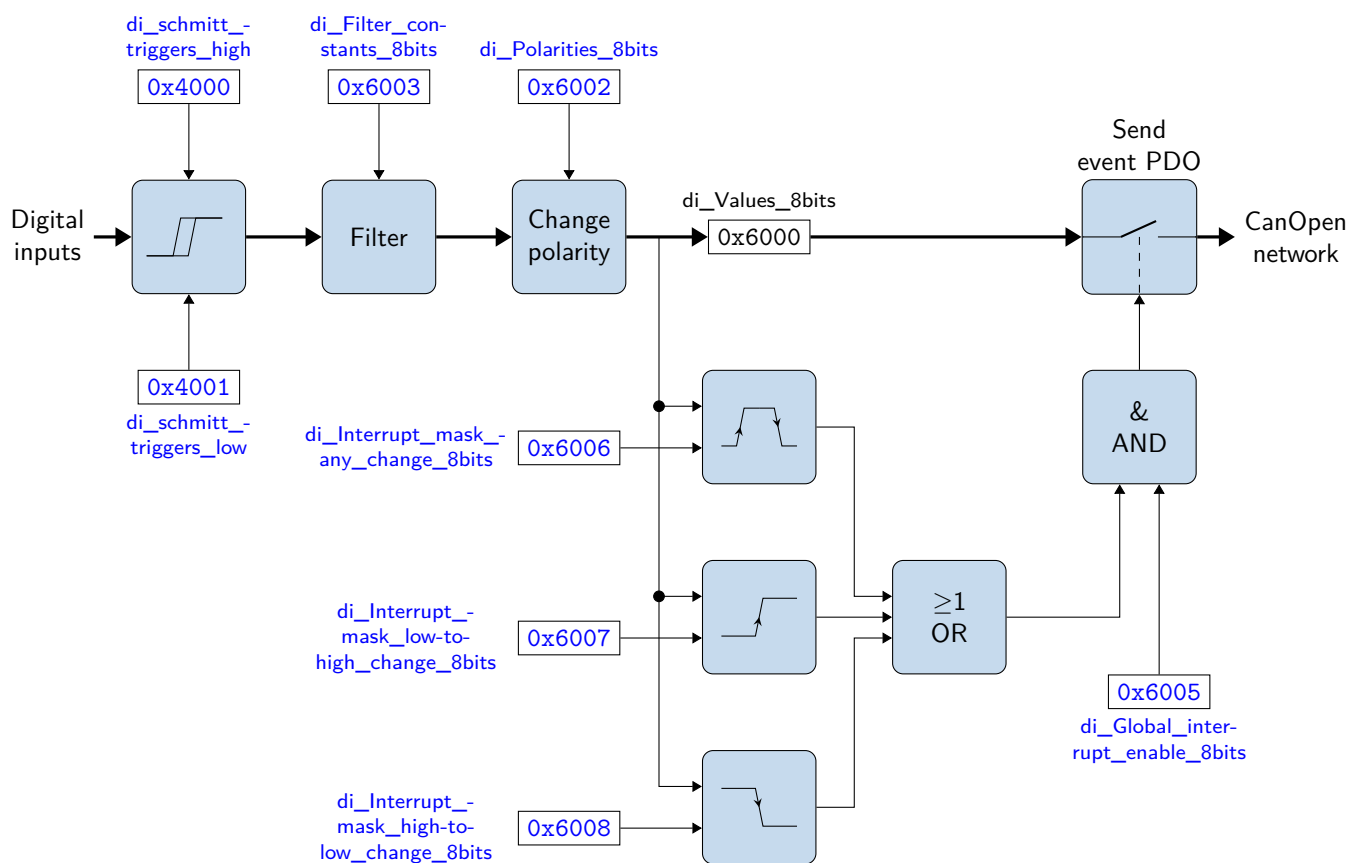 di_schmitt_-
triggers_high
0x4000
di_Filter_con-
stants_8bits
0x6003
di_Polarities_8bits
0x6002
Send
event PDO
Digital
inputs
Filter
Change
polarity
di_Values_8bits
0x6000
CanOpen
network
0x4001
di_schmitt_-
triggers_low
di_Interrupt_mask_-
any_change_8bits
0x6006
&
AND
di_Interrupt_-
mask_low-to-
high_change_8bits
0x6007
≥1
OR
0x6005
di_Global_inter-
rupt_enable_8bits
di_Interrupt_-
mask_high-to-
low_change_8bits
0x6008